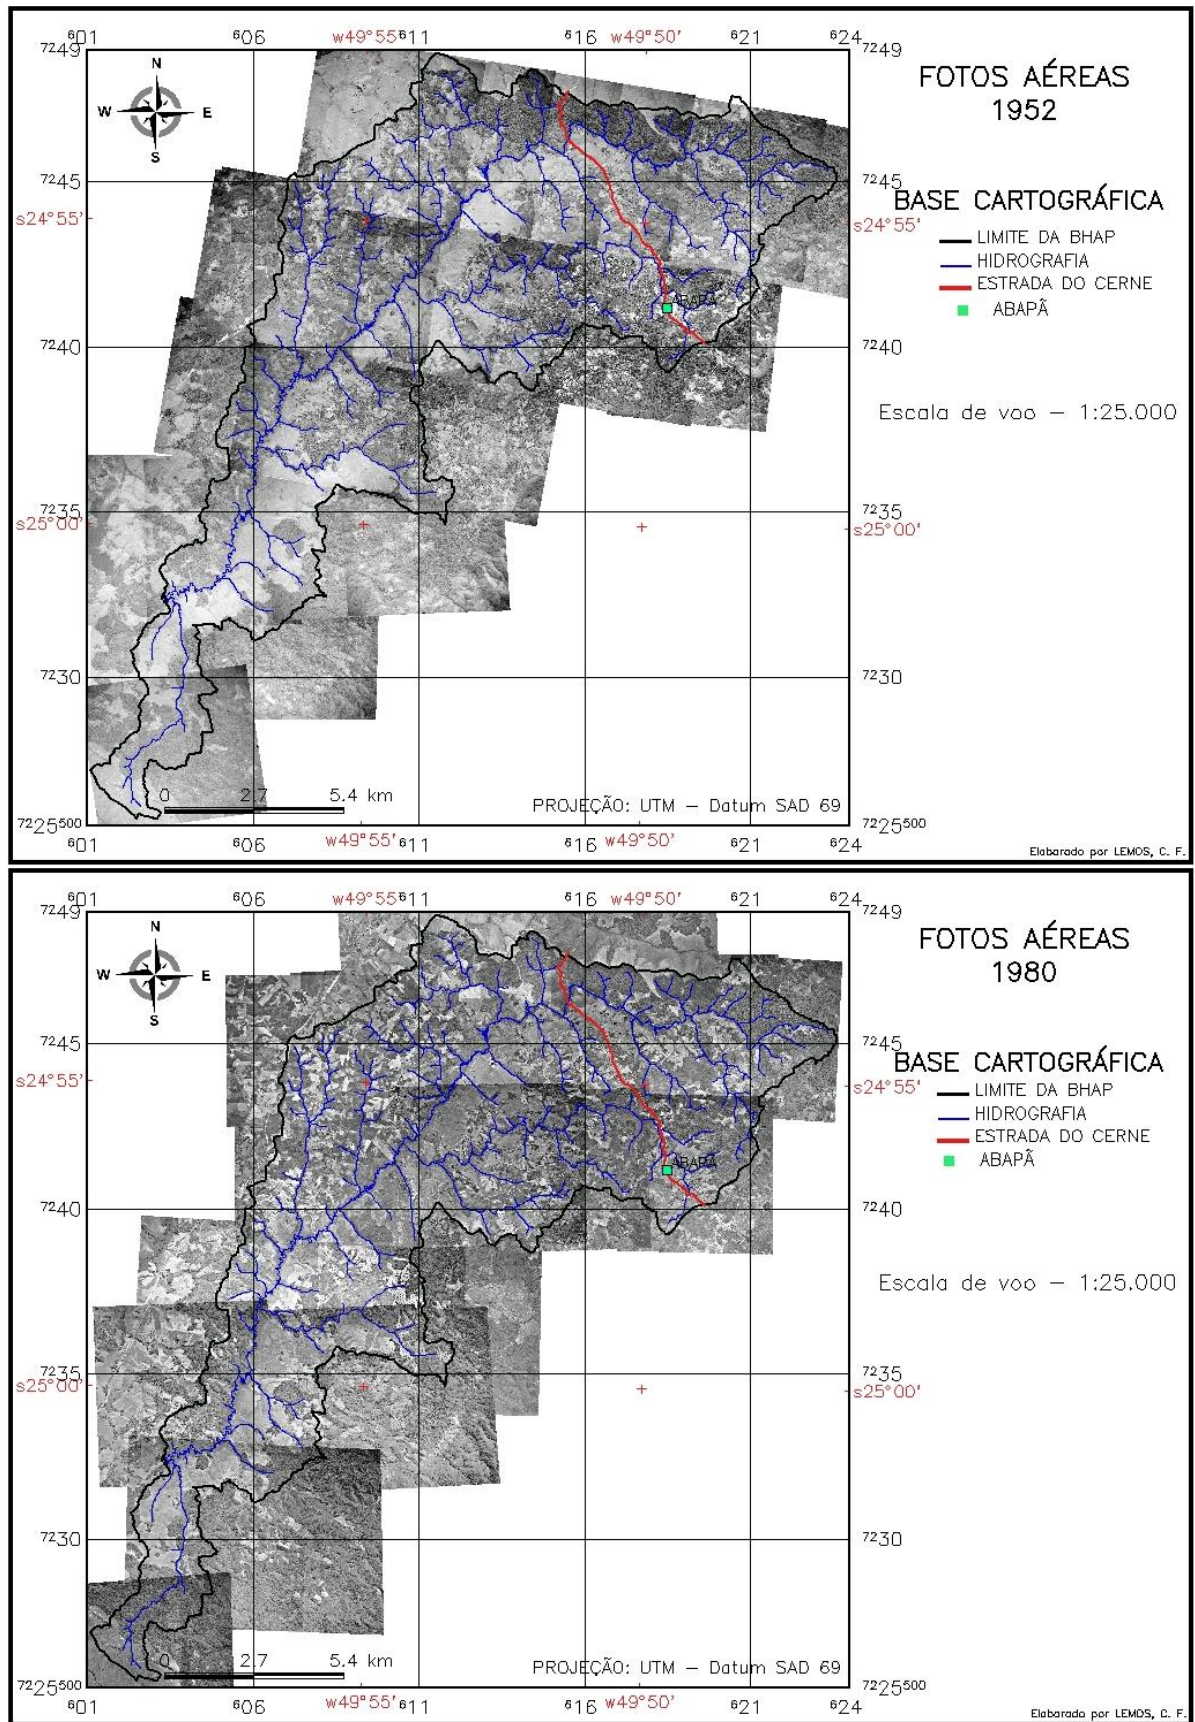 601 606 w49°55' 611 616 w49°50' 621 624
7249 7249
N
W E
S
FOTOS AÉREAS
1952
7245 7245
BASE CARTOGRÁFICA
s24°55' s24°55'
LIMITE DA BHAP
HIDROGRAFIA
ESTRADA DO CERNE
ABAPÃ
ABAPÃ
7240 7240
Escala de voo – 1:25.000
7235 7235
s25°00' s25°00'
7230 7230
0 2.7 5.4 km
PROJEÇÃO: UTM – Datum SAD 69
7225500 7225500
601 606 w49°55' 611 616 w49°50' 621 624
Elaborado por LEMOS, C. F.
601 606 w49°55' 611 616 w49°50' 621 624
7249 7249
N
W E
S
FOTOS AÉREAS
1980
7245 7245
BASE CARTOGRÁFICA
s24°55' s24°55'
LIMITE DA BHAP
HIDROGRAFIA
ESTRADA DO CERNE
ABAPÃ
ABAPÃ
7240 7240
Escala de voo – 1:25.000
7235 7235
s25°00' s25°00'
7230 7230
0 2.7 5.4 km
PROJEÇÃO: UTM – Datum SAD 69
7225500 7225500
601 606 w49°55' 611 616 w49°50' 621 624
Elaborado por LEMOS, C. F.